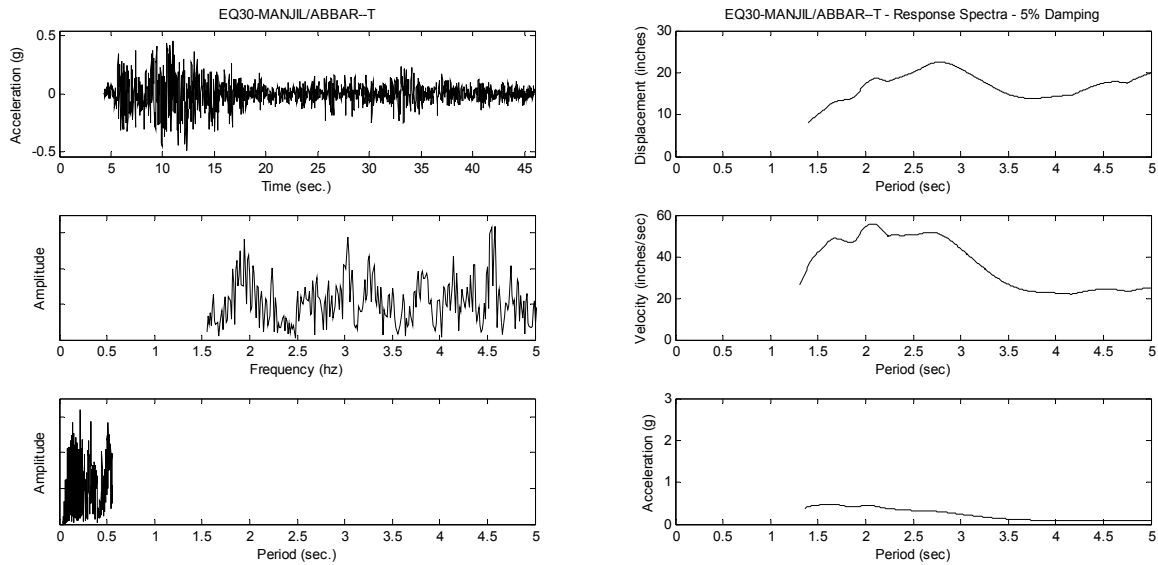 EQ30-MANJIL/ABBAR--T
Acceleration (g)
0.5
0
-0.5
0 5 10 15 20 25 30 35 40 45
Time (sec.)
Amplitude
0 0.5 1 1.5 2 2.5 3 3.5 4 4.5 5
Frequency (hz)
Amplitude
0 0.5 1 1.5 2 2.5 3 3.5 4 4.5 5
Period (sec.)
EQ30-MANJIL/ABBAR--T - Response Spectra - 5% Damping
Displacement (inches)
30
20
10
0
0 0.5 1 1.5 2 2.5 3 3.5 4 4.5 5
Period (sec)
Velocity (inches/sec)
60
40
20
0
0 0.5 1 1.5 2 2.5 3 3.5 4 4.5 5
Period (sec)
Acceleration (g)
3
2
1
0
0 0.5 1 1.5 2 2.5 3 3.5 4 4.5 5
Period (sec)